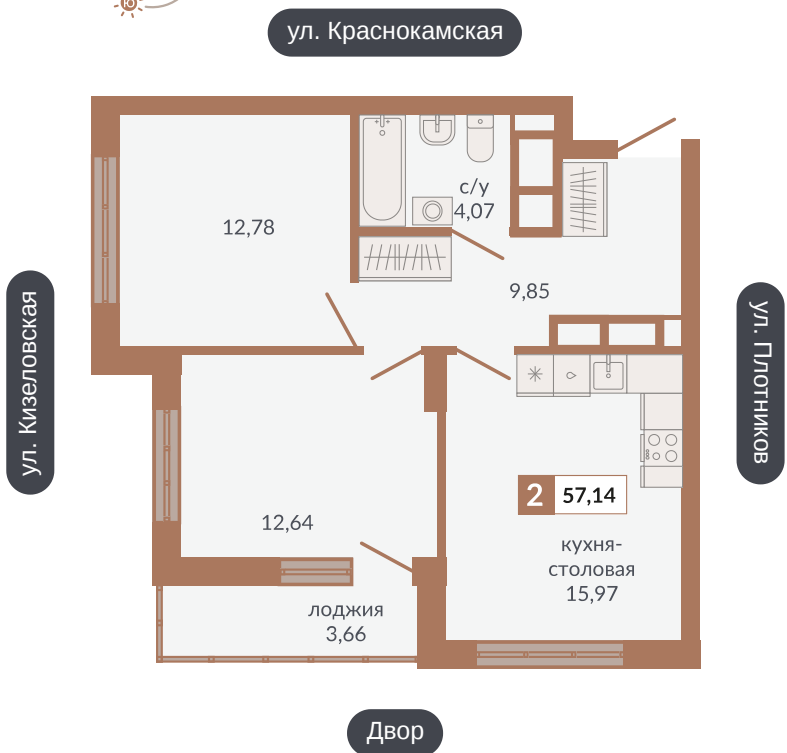 Ю
ул. Краснокамская
с/у
4,07
12,78
9,85
ул. Кизеловская
ул. Плотников
2 57,14
12,64
кухня-
столовая
15,97
лоджия
3,66
Двор